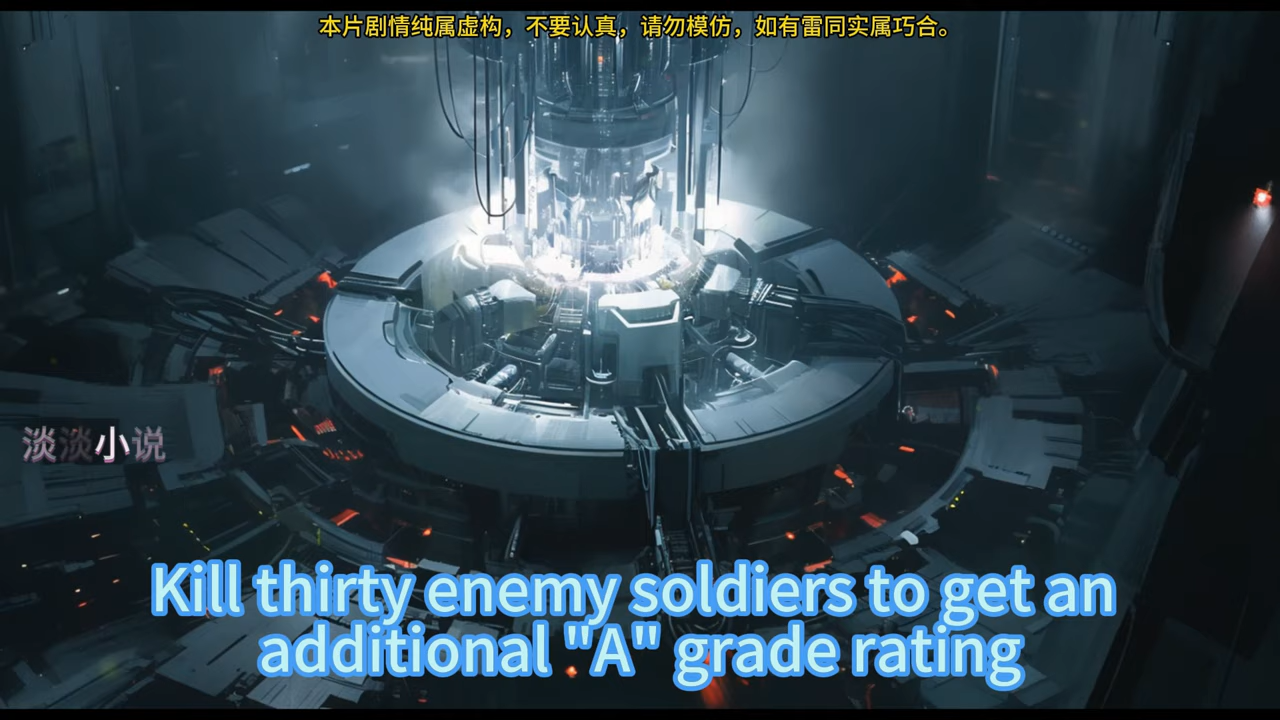 本片剧情纯属虚构，不要认真，请勿模仿，如有雷同实属巧合。
淡淡小说
Kill thirty enemy soldiers to get an
additional "A" grade rating